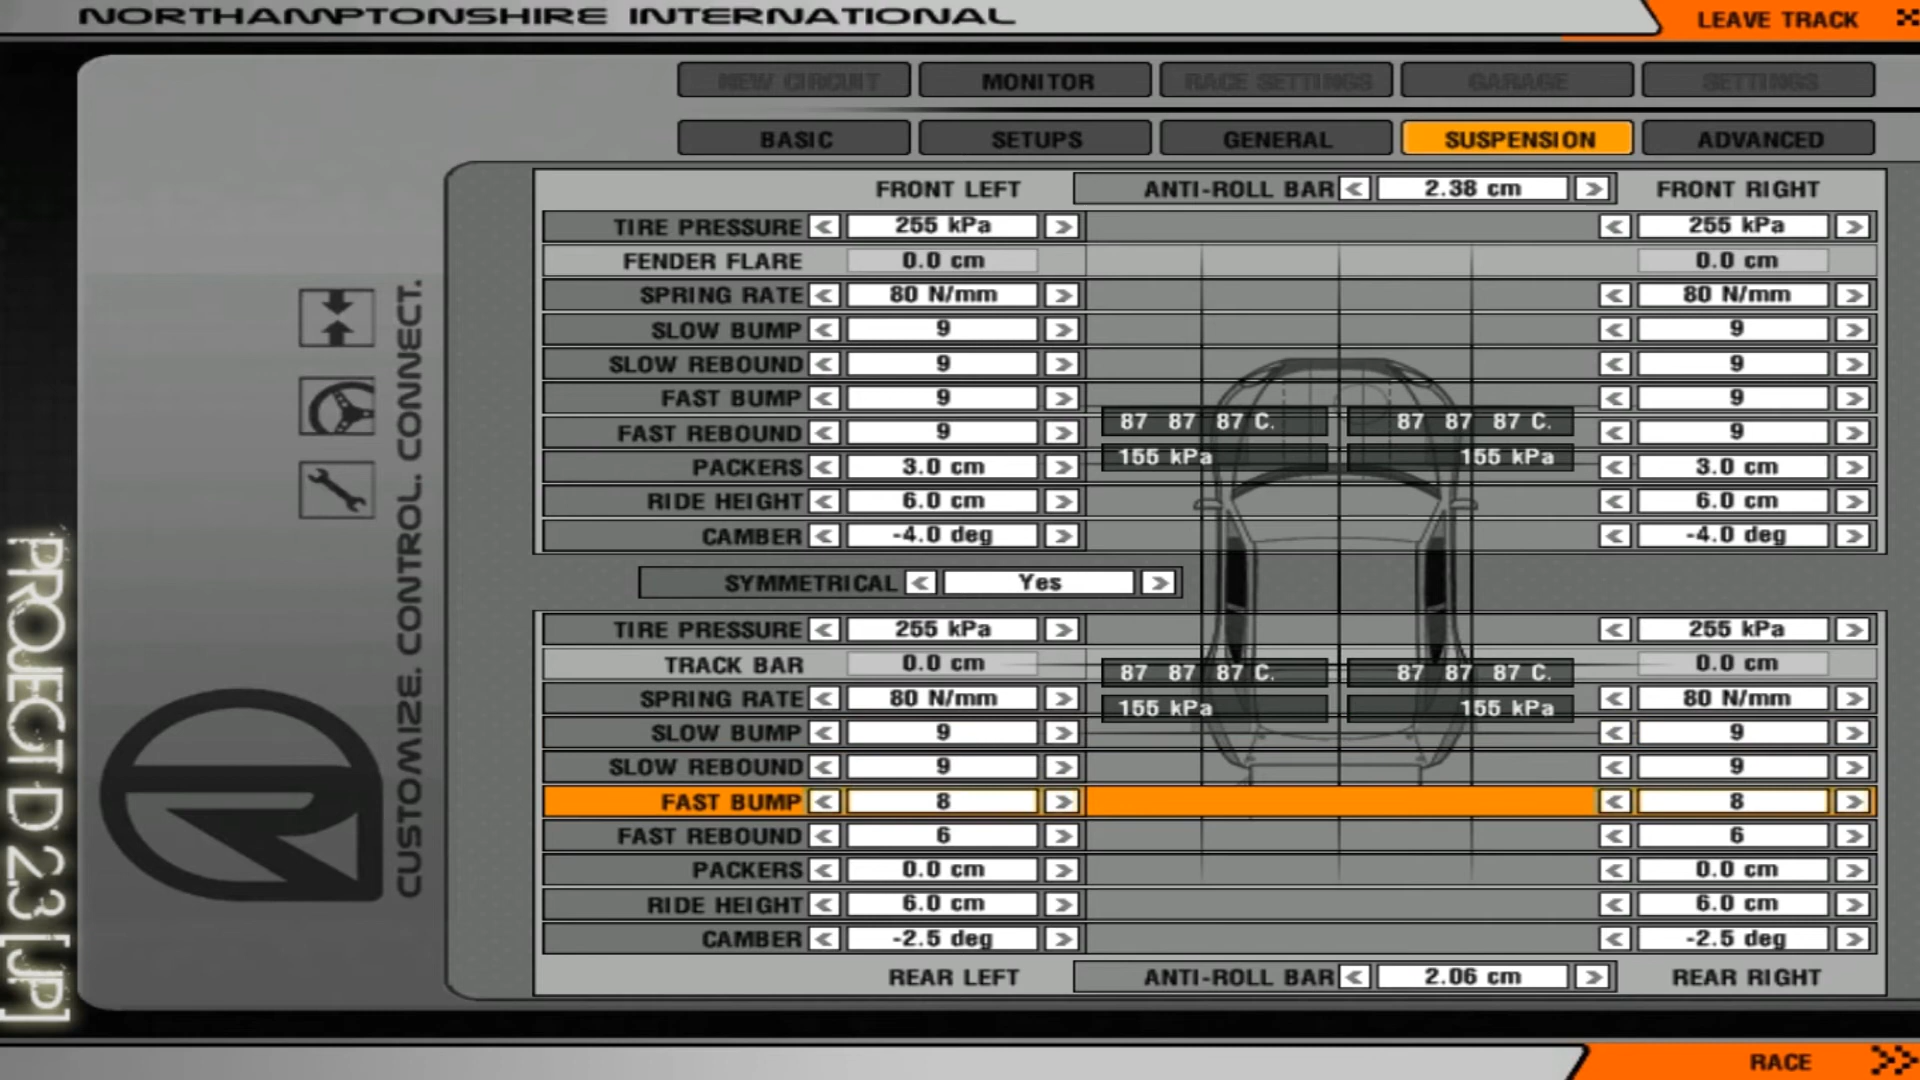 NORTHAMPTONSHIRE INTERNATIONAL
LEAVE TRACK
NEW CIRCUIT MONITOR RACE SETTINGS GARAGE SETTINGS
BASIC SETUPS GENERAL SUSPENSION ADVANCED
FRONT LEFT ANTI-ROLL BAR < 2.38 cm > FRONT RIGHT
TIRE PRESSURE < 255 kPa > < 255 kPa >
FENDER FLARE 0.0 cm 0.0 cm
SPRING RATE < 80 N/mm > < 80 N/mm >
SLOW BUMP < 9 > < 9 >
SLOW REBOUND < 9 > < 9 >
FAST BUMP < 9 > < 9 >
87 87 87 C. 87 87 87 C.
FAST REBOUND < 9 > < 9 >
155 kPa 155 kPa
PACKERS < 3.0 cm > < 3.0 cm >
RIDE HEIGHT < 6.0 cm > < 6.0 cm >
CAMBER < -4.0 deg > < -4.0 deg >
SYMMETRICAL < Yes >
TIRE PRESSURE < 255 kPa > < 255 kPa >
TRACK BAR 0.0 cm 0.0 cm
87 87 87 C. 87 87 87 C.
SPRING RATE < 80 N/mm > < 80 N/mm >
155 kPa 155 kPa
SLOW BUMP < 9 > < 9 >
SLOW REBOUND < 9 > < 9 >
FAST BUMP < 8 > < 8 >
FAST REBOUND < 6 > < 6 >
PACKERS < 0.0 cm > < 0.0 cm >
RIDE HEIGHT < 6.0 cm > < 6.0 cm >
CAMBER < -2.5 deg > < -2.5 deg >
REAR LEFT ANTI-ROLL BAR < 2.06 cm > REAR RIGHT
CUSTOMIZE. CONTROL. CONNECT.
PROJECT D 2.3 [JP]
RACE >>